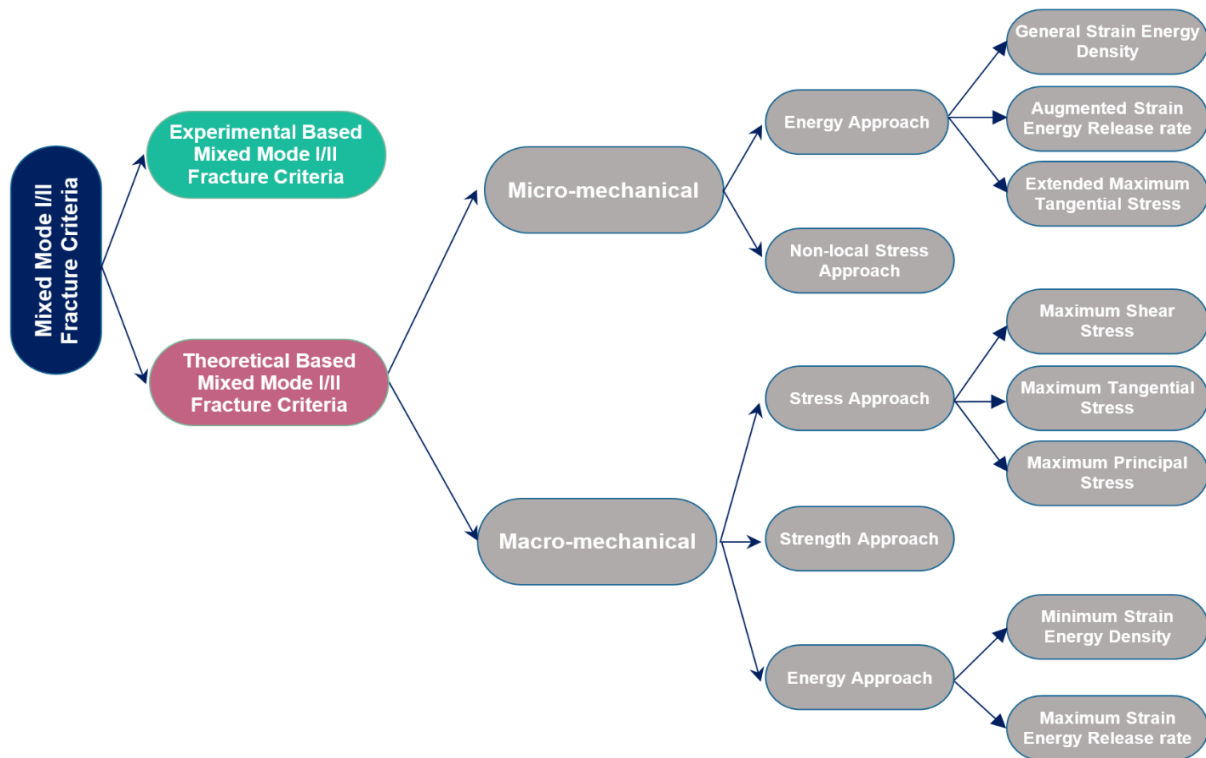 Mixed Mode I/II
Fracture Criteria
Experimental Based
Mixed Mode I/II
Fracture Criteria
Theoretical Based
Mixed Mode I/II
Fracture Criteria
Micro-mechanical
Macro-mechanical
Energy Approach
Non-local Stress
Approach
Stress Approach
Strength Approach
Energy Approach
General Strain Energy
Density
Augmented Strain
Energy Release rate
Extended Maximum
Tangential Stress
Maximum Shear
Stress
Maximum Tangential
Stress
Maximum Principal
Stress
Minimum Strain
Energy Density
Maximum Strain
Energy Release rate